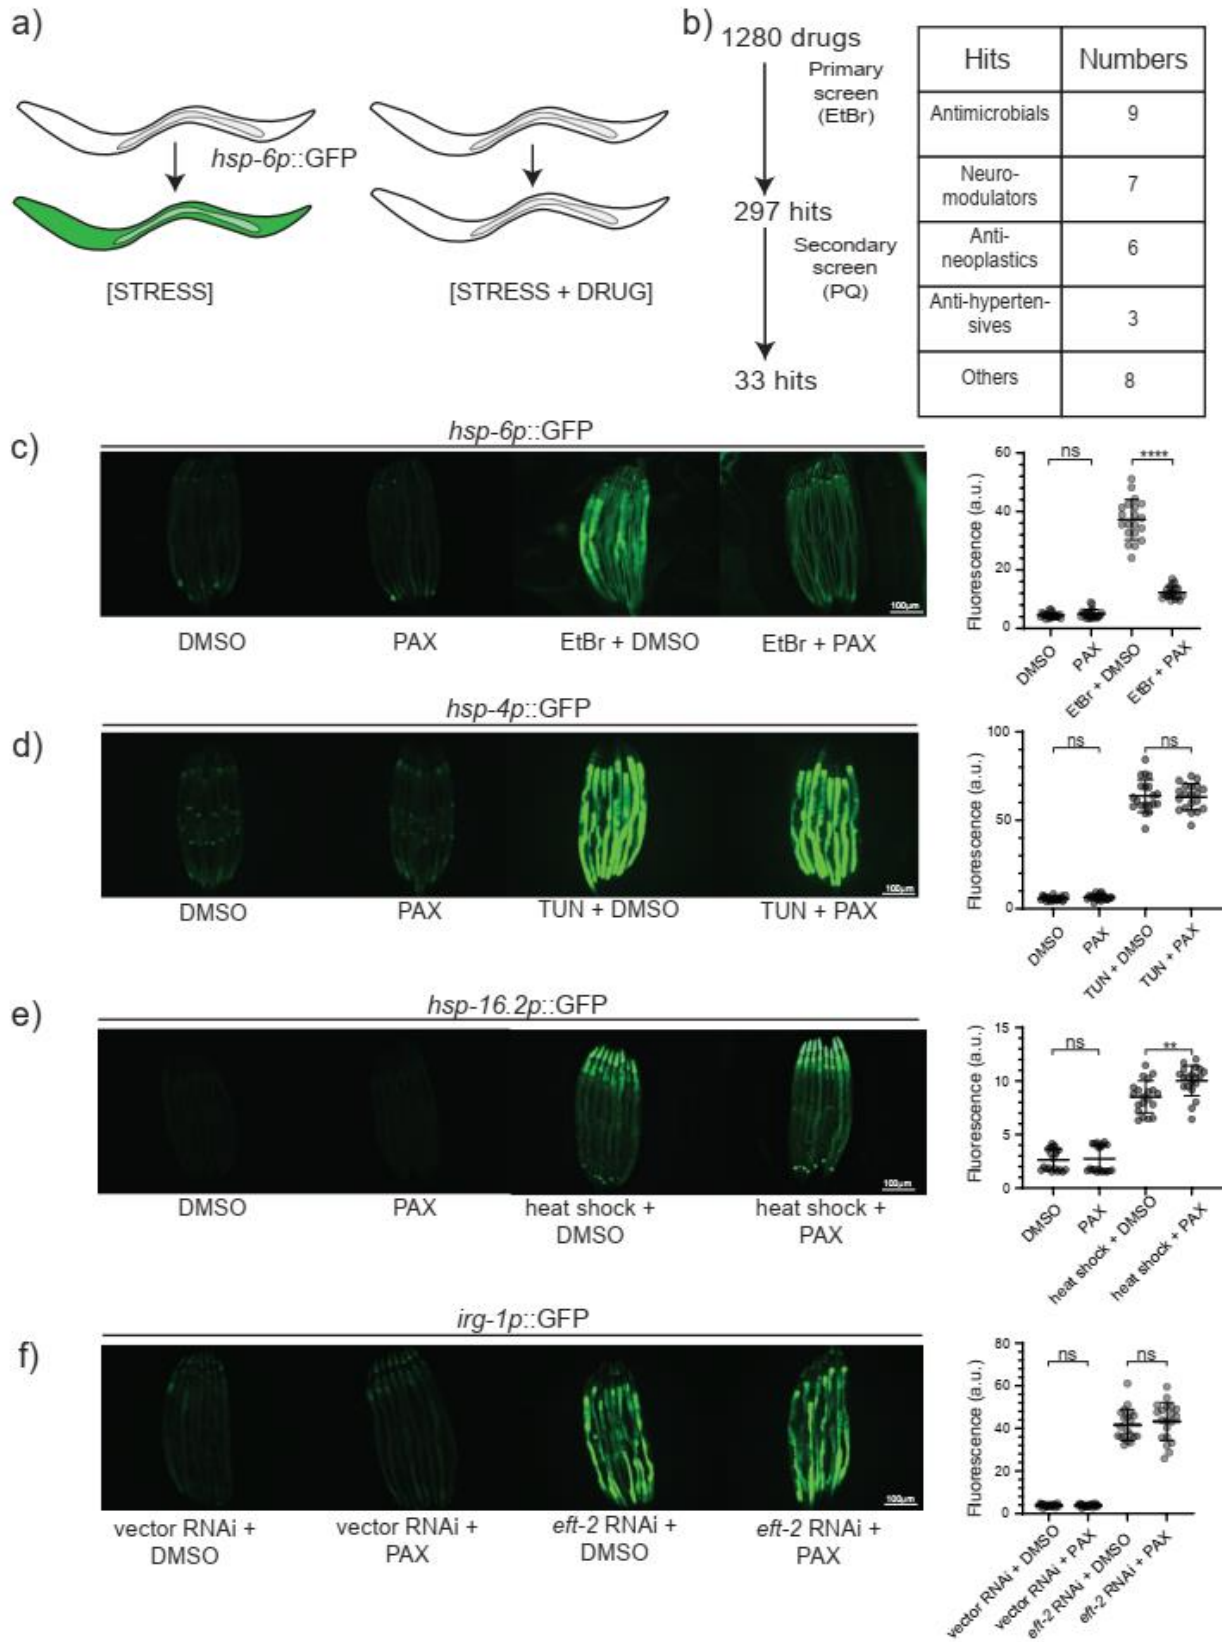 a)
hsp-6p::GFP
[STRESS]
[STRESS + DRUG]
b)
1280 drugs
Primary
screen
(EtBr)
297 hits
Secondary
screen
(PQ)
33 hits
Hits Numbers
Antimicrobials 9
Neuro-
modulators 7
Anti-
neoplastics 6
Anti-hyperten-
sives 3
Others 8
c)
hsp-6p::GFP
100µm
DMSO PAX EtBr + DMSO EtBr + PAX
Fluorescence (a.u.)
60
40
20
0
ns ****
DMSO PAX EtBr + DMSO EtBr + PAX
d)
hsp-4p::GFP
100µm
DMSO PAX TUN + DMSO TUN + PAX
Fluorescence (a.u.)
100
50
0
ns ns
DMSO PAX TUN + DMSO TUN + PAX
e)
hsp-16.2p::GFP
100µm
DMSO PAX heat shock + heat shock +
DMSO PAX
Fluorescence (a.u.)
15
10
5
0
ns **
DMSO PAX heat shock + DMSO heat shock + PAX
f)
irg-1p::GFP
100µm
vector RNAi + vector RNAi + eft-2 RNAi + eft-2 RNAi +
DMSO PAX DMSO PAX
Fluorescence (a.u.)
80
60
40
20
0
ns ns
vector RNAi + DMSO vector RNAi + PAX eft-2 RNAi + DMSO eft-2 RNAi + PAX